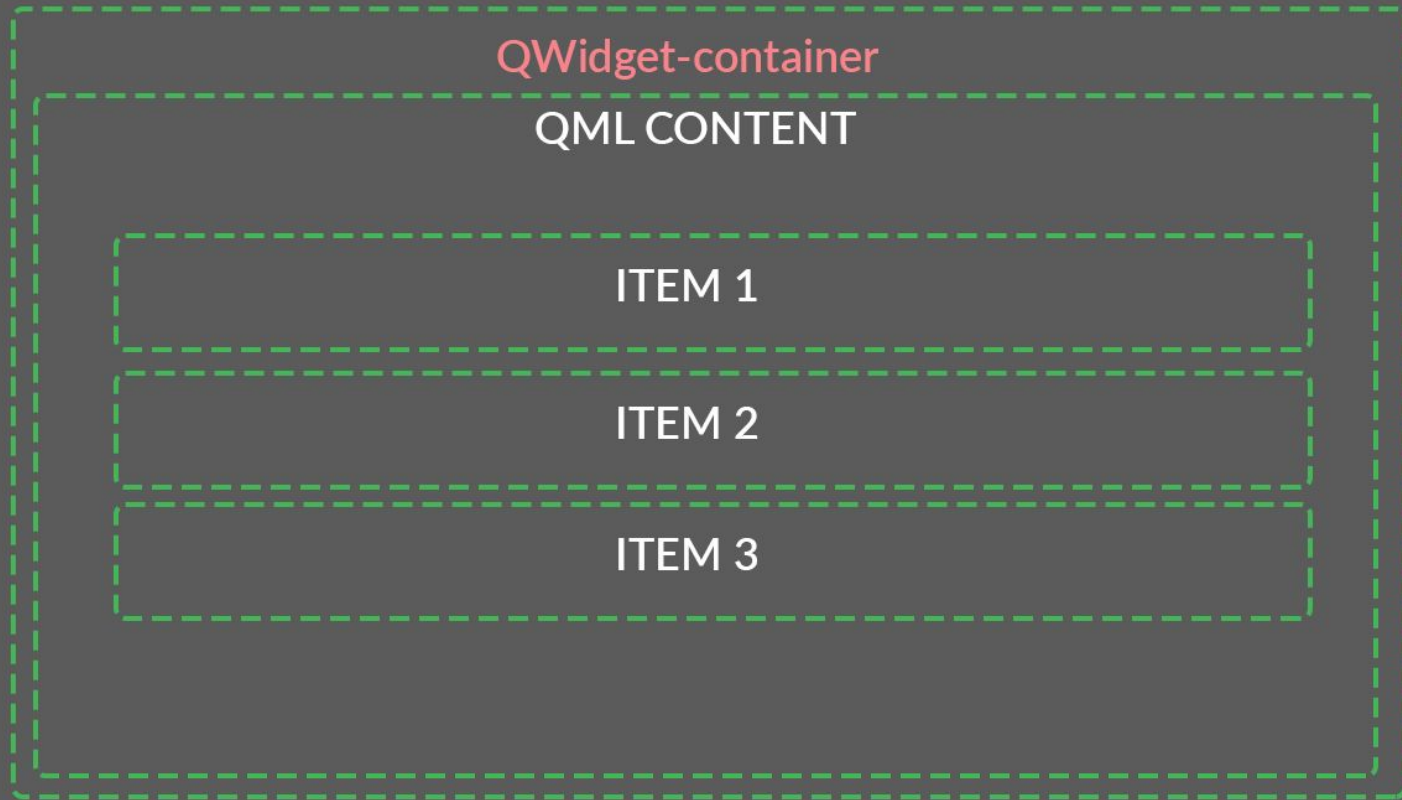 QWidget-container
QML CONTENT
ITEM 1
ITEM 2
ITEM 3